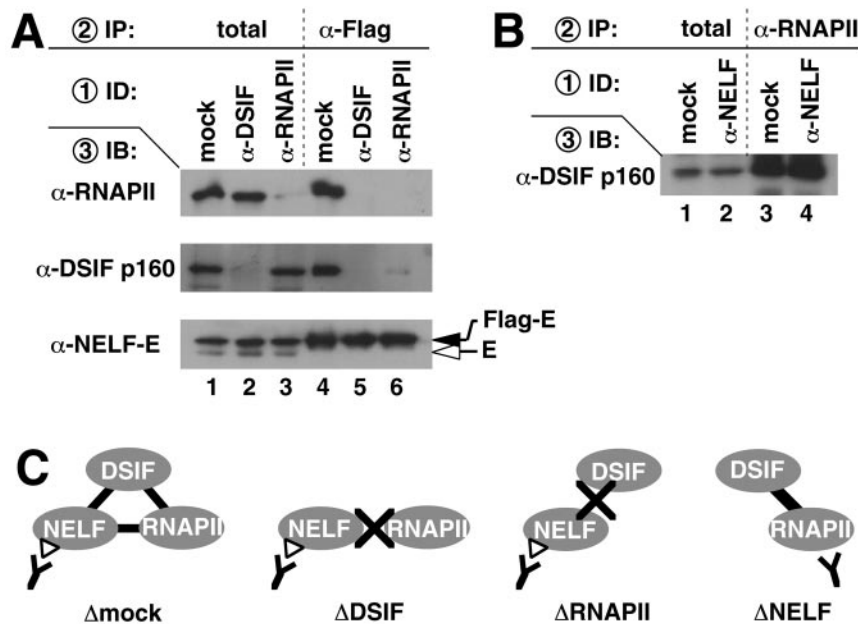 A
② IP: total α-Flag
① ID: mock α-DSIF α-RNAPII mock α-DSIF α-RNAPII
③ IB:
α-RNAPII
α-DSIF p160
α-NELF-E
Flag-E
E
1 2 3 4 5 6
B
② IP: total α-RNAPII
① ID: mock α-NELF mock α-NELF
③ IB:
α-DSIF p160
1 2 3 4
C
DSIF
NELF RNAPII
Δmock
NELF RNAPII
ΔDSIF
DSIF
NELF
ΔRNAPII
DSIF
RNAPII
ΔNELF